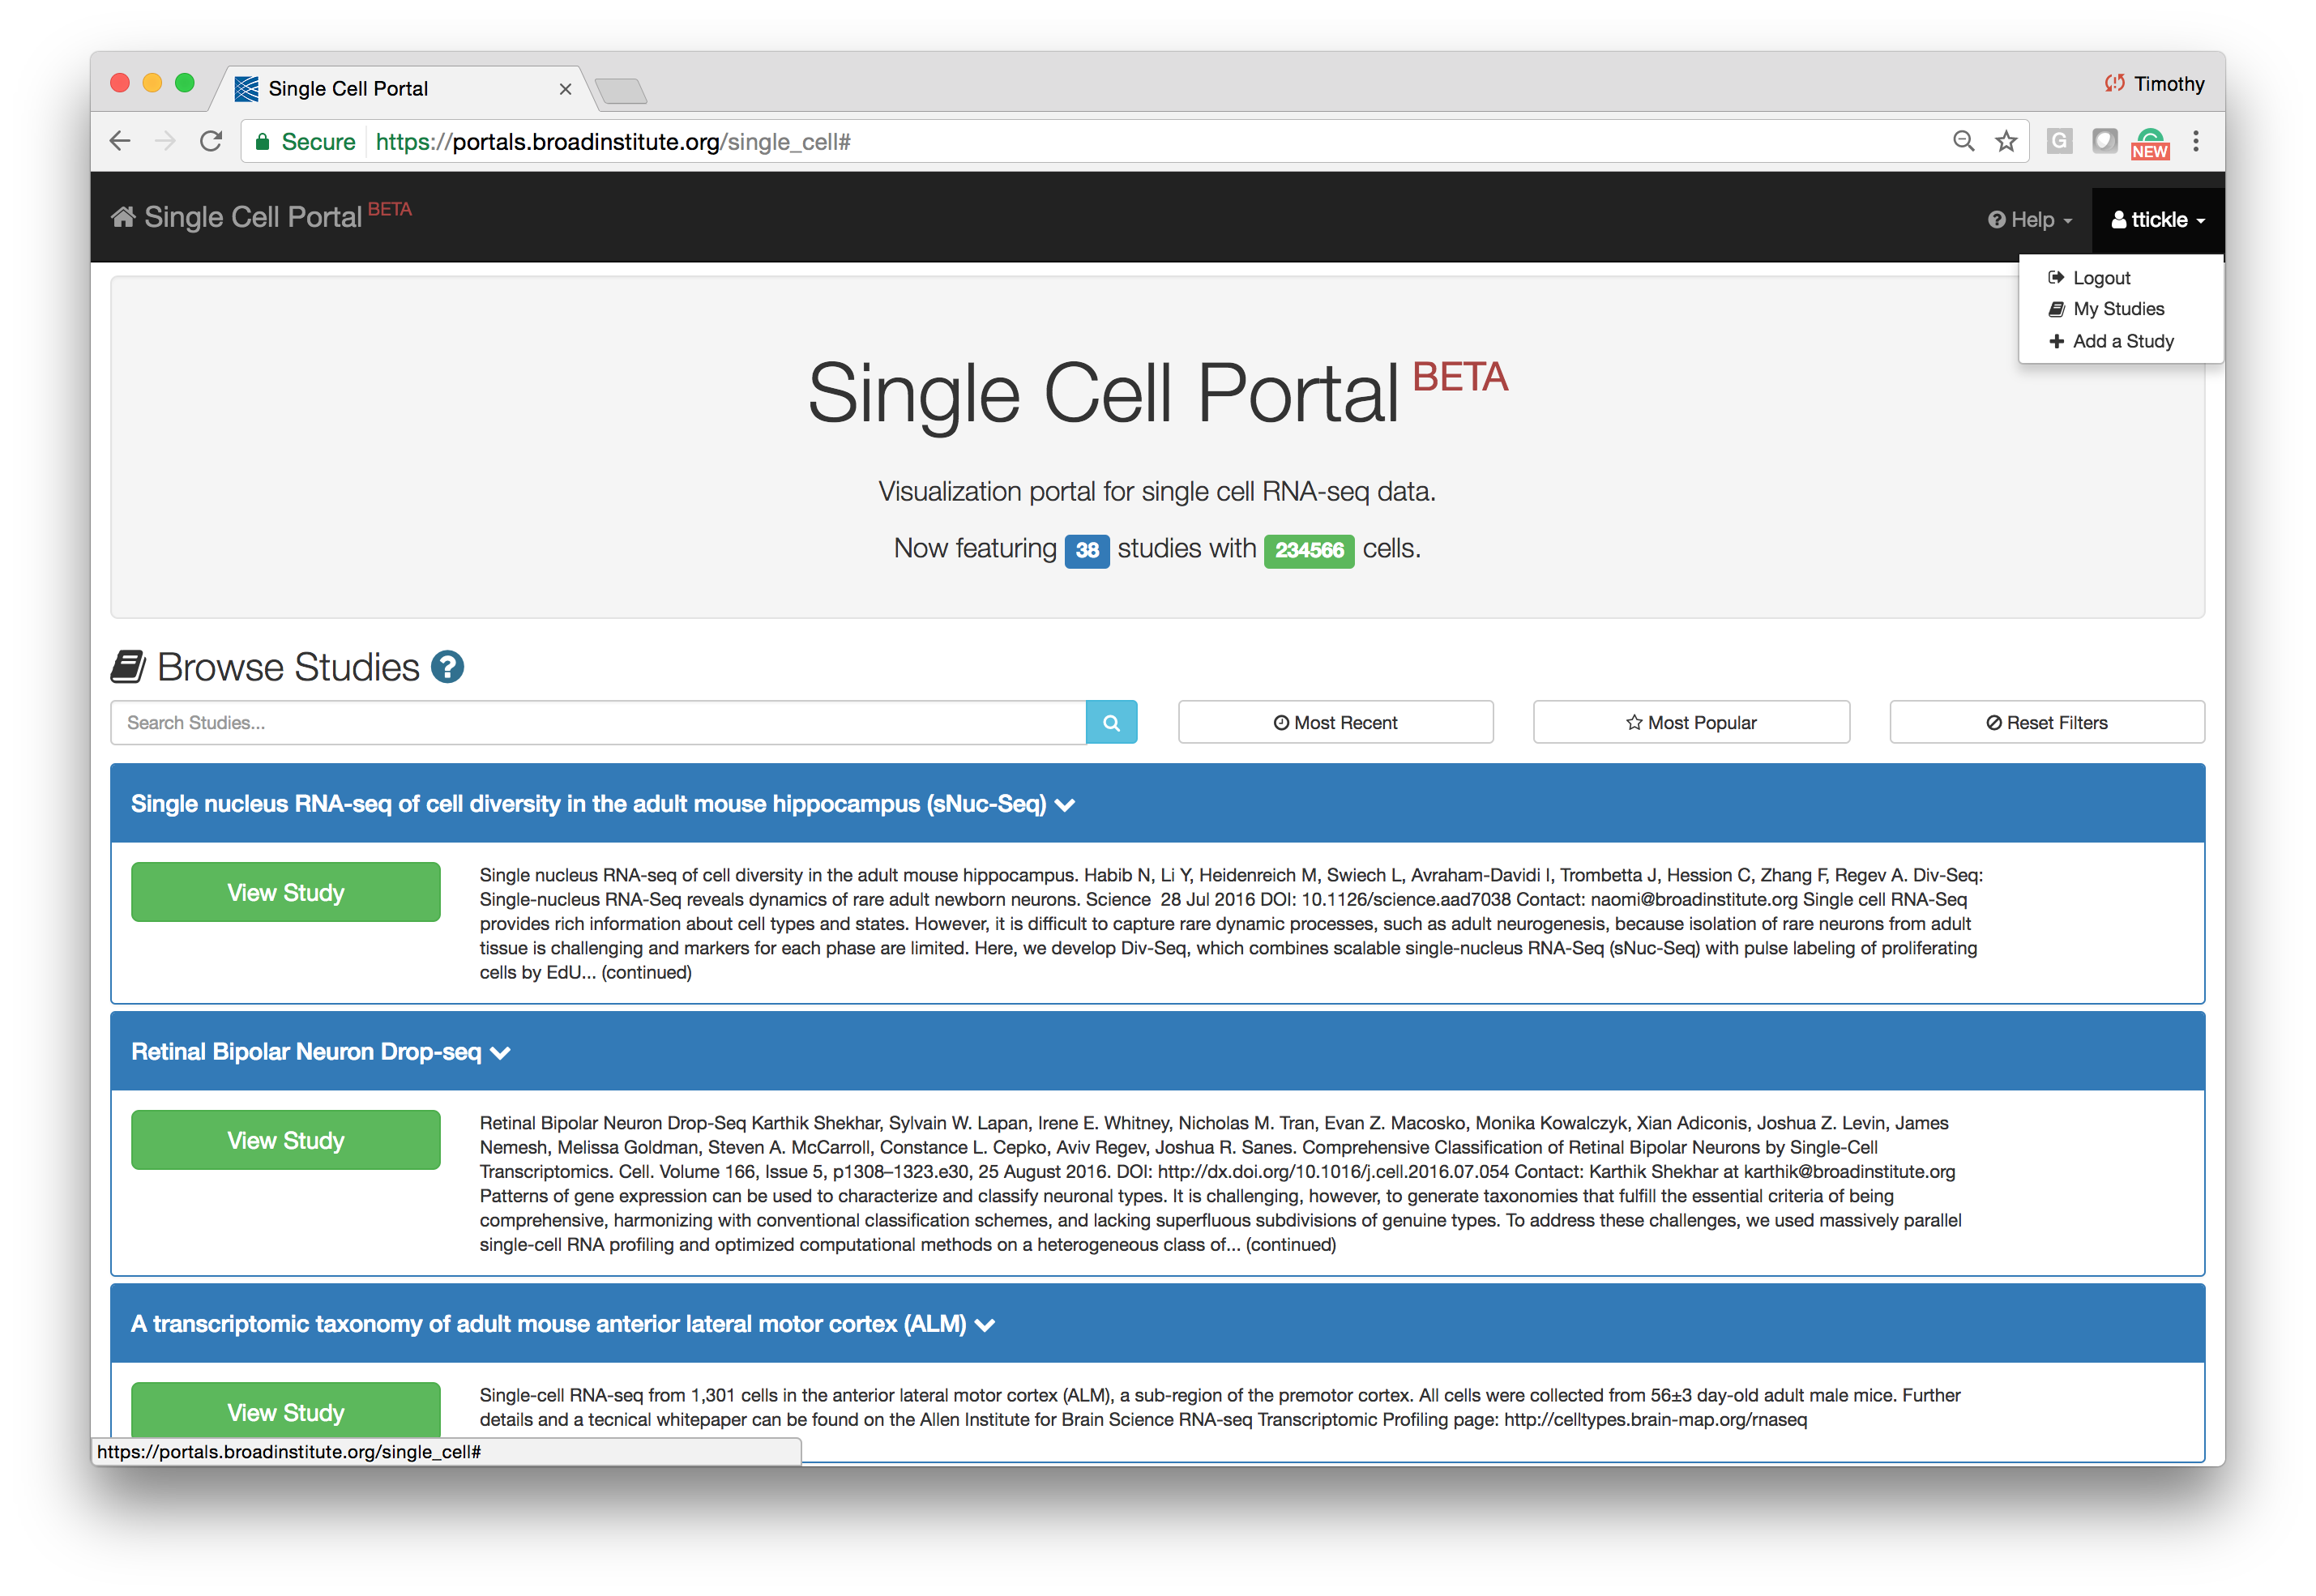 Single Cell Portal
Timothy
Secure https://portals.broadinstitute.org/single_cell#
G
NEW
Single Cell Portal BETA
Help
ttickle
Logout
My Studies
Add a Study
Single Cell Portal BETA
Visualization portal for single cell RNA-seq data.
Now featuring 38 studies with 234566 cells.
Browse Studies ?
Search Studies...
Most Recent
Most Popular
Reset Filters
Single nucleus RNA-seq of cell diversity in the adult mouse hippocampus (sNuc-Seq)
View Study
Single nucleus RNA-seq of cell diversity in the adult mouse hippocampus. Habib N, Li Y, Heidenreich M, Swiech L, Avraham-Davidi I, Trombetta J, Hession C, Zhang F, Regev A. Div-Seq:
Single-nucleus RNA-Seq reveals dynamics of rare adult newborn neurons. Science 28 Jul 2016 DOI: 10.1126/science.aad7038 Contact: naomi@broadinstitute.org Single cell RNA-Seq
provides rich information about cell types and states. However, it is difficult to capture rare dynamic processes, such as adult neurogenesis, because isolation of rare neurons from adult
tissue is challenging and markers for each phase are limited. Here, we develop Div-Seq, which combines scalable single-nucleus RNA-Seq (sNuc-Seq) with pulse labeling of proliferating
cells by EdU... (continued)
Retinal Bipolar Neuron Drop-seq
View Study
Retinal Bipolar Neuron Drop-Seq Karthik Shekhar, Sylvain W. Lapan, Irene E. Whitney, Nicholas M. Tran, Evan Z. Macosko, Monika Kowalczyk, Xian Adiconis, Joshua Z. Levin, James
Nemesh, Melissa Goldman, Steven A. McCarroll, Constance L. Cepko, Aviv Regev, Joshua R. Sanes. Comprehensive Classification of Retinal Bipolar Neurons by Single-Cell
Transcriptomics. Cell. Volume 166, Issue 5, p1308–1323.e30, 25 August 2016. DOI: http://dx.doi.org/10.1016/j.cell.2016.07.054 Contact: Karthik Shekhar at karthik@broadinstitute.org
Patterns of gene expression can be used to characterize and classify neuronal types. It is challenging, however, to generate taxonomies that fulfill the essential criteria of being
comprehensive, harmonizing with conventional classification schemes, and lacking superfluous subdivisions of genuine types. To address these challenges, we used massively parallel
single-cell RNA profiling and optimized computational methods on a heterogeneous class of... (continued)
A transcriptomic taxonomy of adult mouse anterior lateral motor cortex (ALM)
View Study
Single-cell RNA-seq from 1,301 cells in the anterior lateral motor cortex (ALM), a sub-region of the premotor cortex. All cells were collected from 56±3 day-old adult male mice. Further
details and a tecnical whitepaper can be found on the Allen Institute for Brain Science RNA-seq Transcriptomic Profiling page: http://celltypes.brain-map.org/rnaseq
https://portals.broadinstitute.org/single_cell#